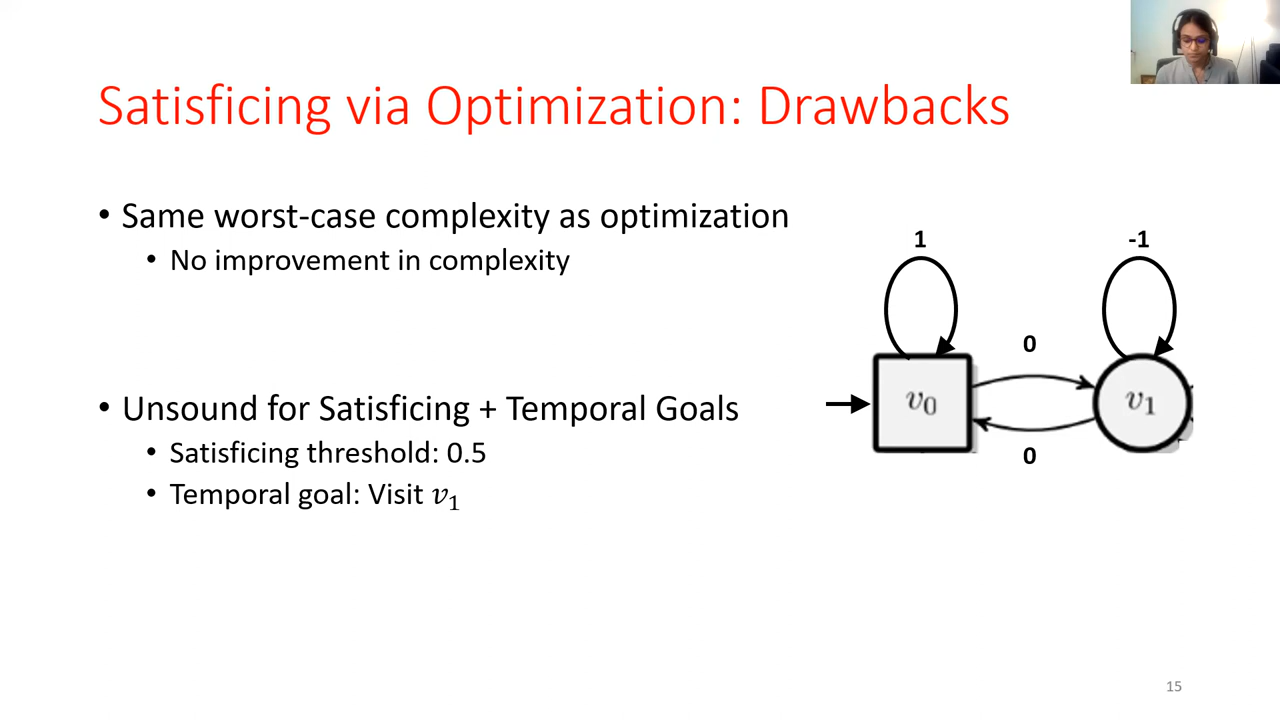 Satisficing via Optimization: Drawbacks
• Same worst-case complexity as optimization
• No improvement in complexity
• Unsound for Satisficing + Temporal Goals
• Satisficing threshold: 0.5
• Temporal goal: Visit v₁
1
-1
0
v₀
v₁
0
15